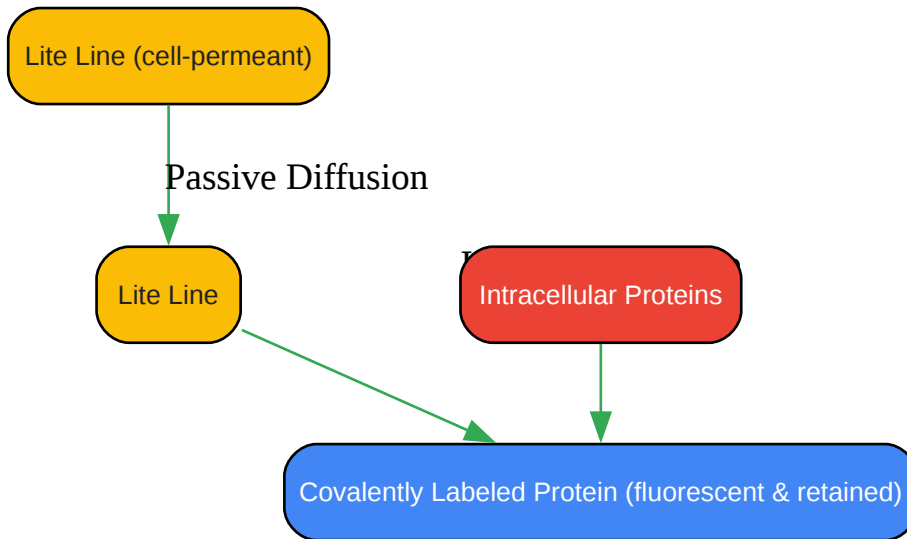 Lite Line (cell-permeant)
Passive Diffusion
Lite Line
Intracellular Proteins
Covalently Labeled Protein (fluorescent & retained)